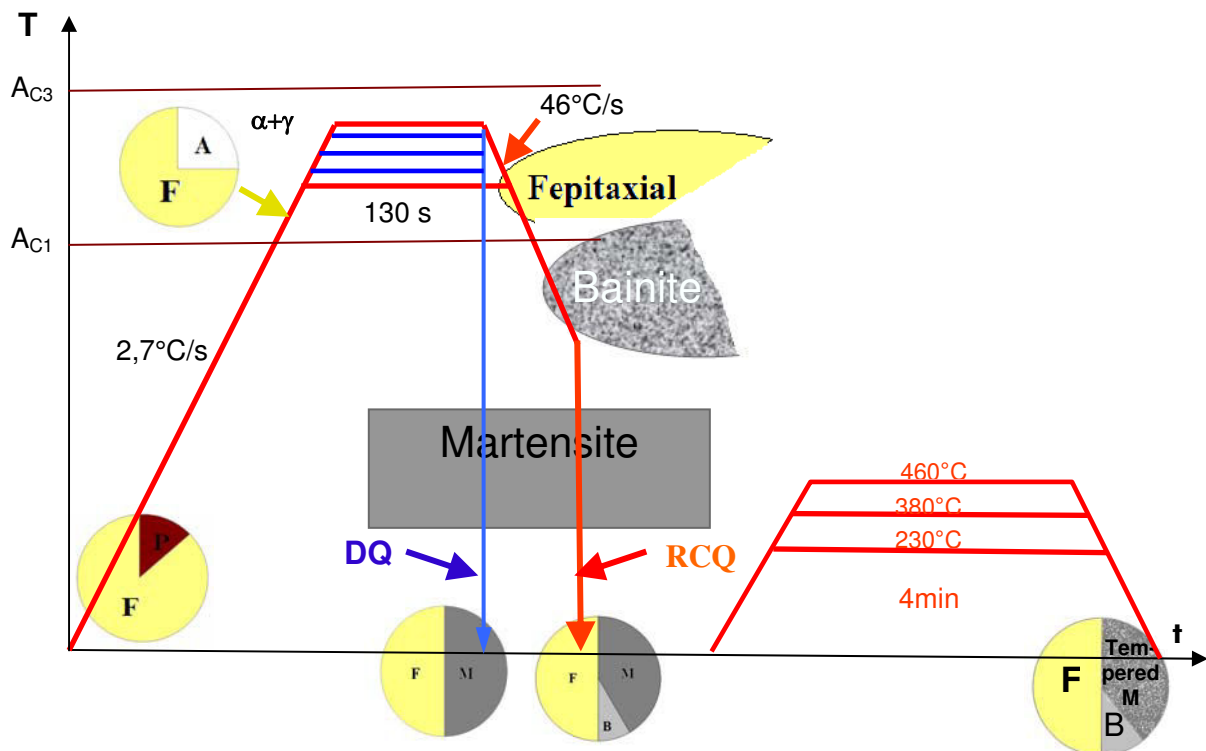 T
AC3
46°C/s
α+γ
A
F
Fepitaxial
130 s
AC1
Bainite
2,7°C/s
Martensite
460°C
380°C
230°C
P
F
DQ
RCQ
4min
F
M
F
M
B
t
F
Tem-
pered
M
B